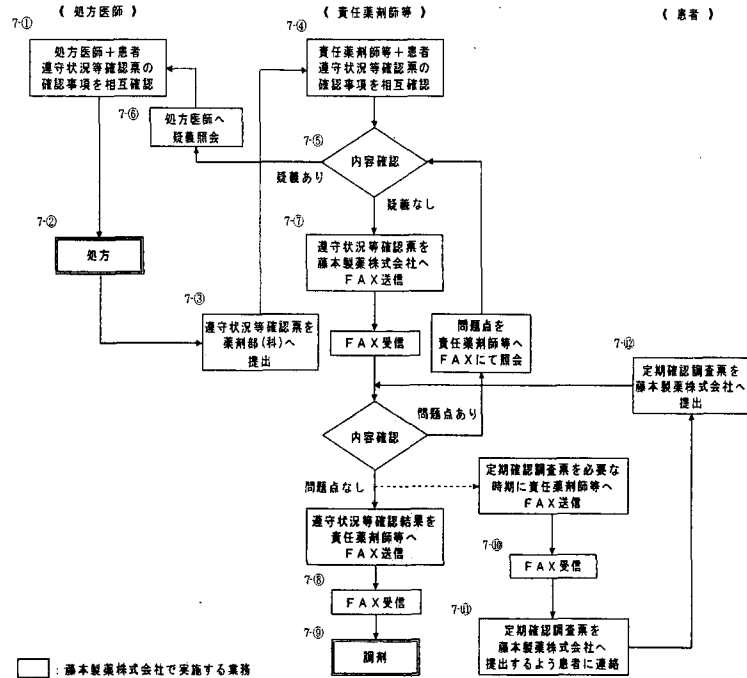 《 処方医師 》
《 責任薬剤師等 》
《 患者 》
7-①
処方医師+患者
遵守状況等確認票の
確認事項を相互確認
7-④
責任薬剤師等+患者
遵守状況等確認票の
確認事項を相互確認
7-⑥
処方医師へ
疑義照会
7-⑤
内容確認
疑義あり
疑義なし
7-②
処方
7-⑦
遵守状況等確認票を
藤本製薬株式会社へ
FAX送信
7-③
遵守状況等確認票を
薬剤部(科)へ
提出
FAX受信
問題点を
責任薬剤師等へ
FAXにて照会
7-⑫
定期確認調査票を
藤本製薬株式会社へ
提出
内容確認
問題点あり
問題点なし
定期確認調査票を必要な
時期に責任薬剤師等へ
FAX送信
遵守状況等確認結果を
責任薬剤師等へ
FAX送信
7-⑩
FAX受信
7-⑧
FAX受信
7-⑪
定期確認調査票を
藤本製薬株式会社へ
提出するよう患者に連絡
7-⑨
調剤
:藤本製薬株式会社で実施する業務